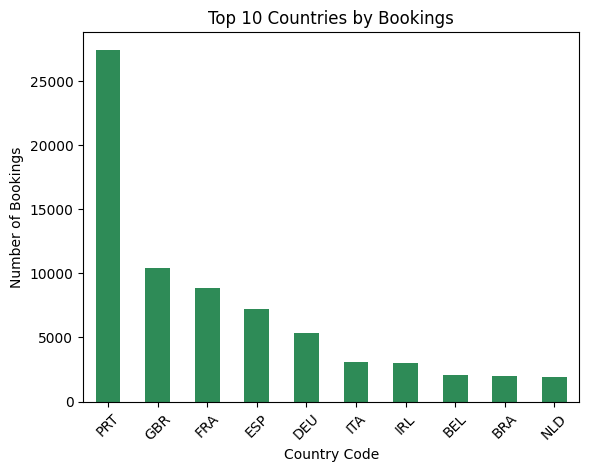 Top 10 Countries by Bookings
Number of Bookings
25000
20000
15000
10000
5000
0
PRT GBR FRA ESP DEU ITA IRL BEL BRA NLD
Country Code